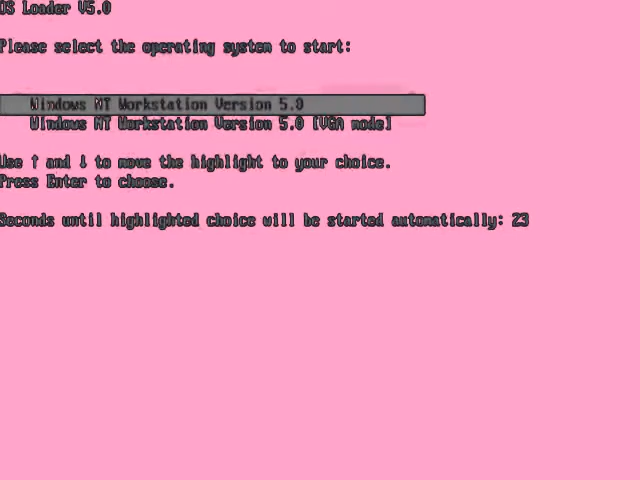 OS Loader V5.0
Please select the operating system to start:
Windows NT Workstation Version 5.0
Windows NT Workstation Version 5.0 [VGA mode]
Use ↑ and ↓ to move the highlight to your choice.
Press Enter to choose.
Seconds until highlighted choice will be started automatically: 23